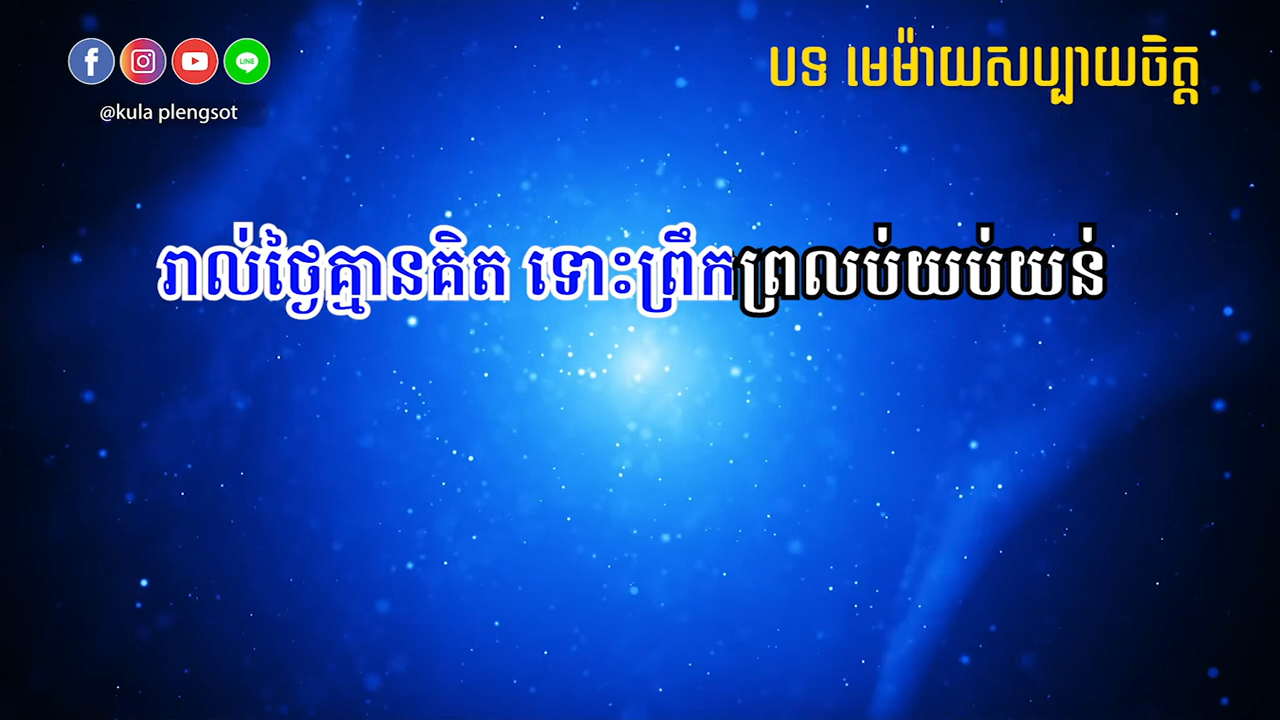 បទ មេម៉ាយសប្បាយចិត្ត
LINE
@kula plengsot
រាល់ថ្ងៃគ្មានគិត ទោះព្រឹកព្រលប់យប់យន់